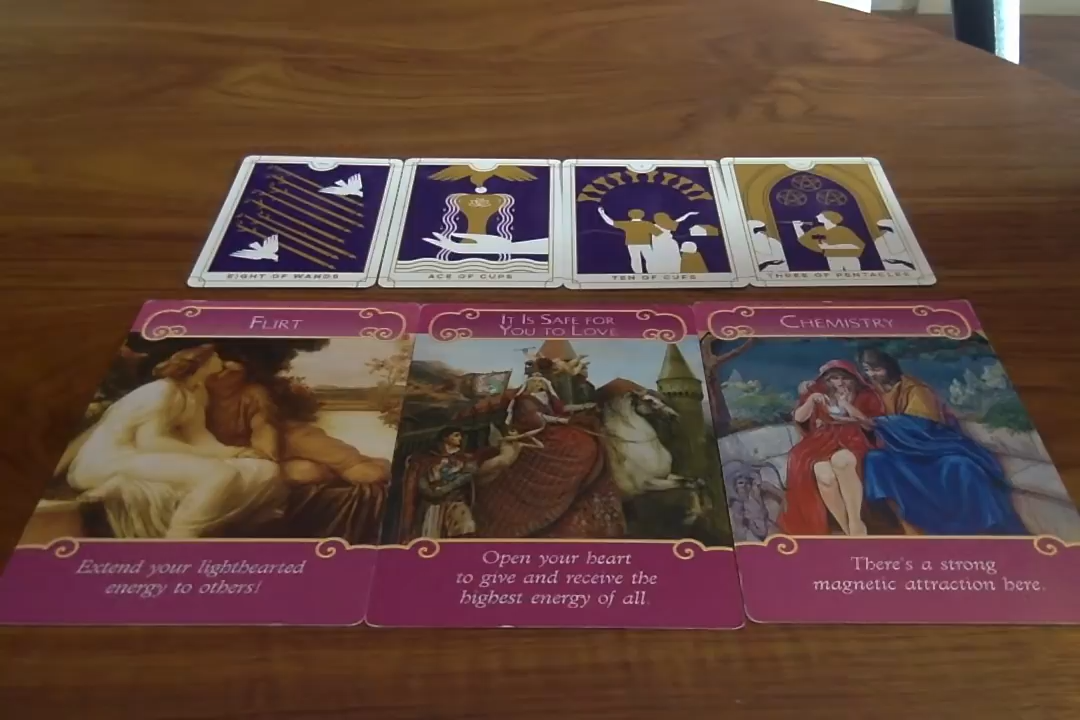 EIGHT OF WANDS
ACE OF CUPS
TEN OF CUPS
THREE OF PENTACLES
FLIRT
IT IS SAFE FOR
YOU TO LOVE
CHEMISTRY
Extend your lighthearted
energy to others!
Open your heart
to give and receive the
highest energy of all.
There's a strong
magnetic attraction here.